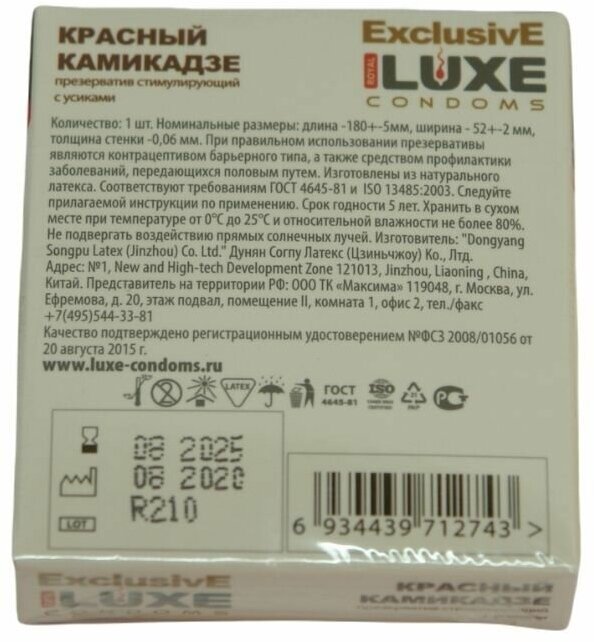 КРАСНЫЙ
КАМИКАДЗЕ
презерватив стимулирующий
с усиками
ExclusivE
ROYAL LUXE
CONDOMS
Количество: 1 шт. Номинальные размеры: длина -180+-5мм, ширина - 52+-2 мм,
толщина стенки -0,06 мм. При правильном использовании презервативы
являются контрацептивом барьерного типа, а также средством профилактики
заболеваний, передающихся половым путем. Изготовлены из натурального
латекса. Соответствуют требованиям ГОСТ 4645-81 и ISO 13485:2003. Следуйте
прилагаемой инструкции по применению. Срок годности 5 лет. Хранить в сухом
месте при температуре от 0°С до 25°С и относительной влажности не более 80%.
Не подвергать воздействию прямых солнечных лучей. Изготовитель: "Dongyang
Songpu Latex (Jinzhou) Co. Ltd." Дунян Согпу Латекс (Цзиньчжоу) Ко., Лтд.
Адрес: №1, New and High-tech Development Zone 121013, Jinzhou, Liaoning , China,
Китай. Представитель на территории РФ: ООО ТК «Максима» 119048, г. Москва, ул.
Ефремова, д. 20, этаж подвал, помещение II, комната 1, офис 2, тел./факс
+7(495)544-33-81
Качество подтверждено регистрационным удостоверением №ФСЗ 2008/01056 от
20 августа 2015 г.
www.luxe-condoms.ru
LATEX
ГОСТ
4645-81
ISO
21
PAP
08 2025
08 2020
LOT R210
6 934439 712743 >
ExclusivE
ROYAL LUXE
CONDOMS
КРАСНЫЙ
КАМИКАДЗЕ